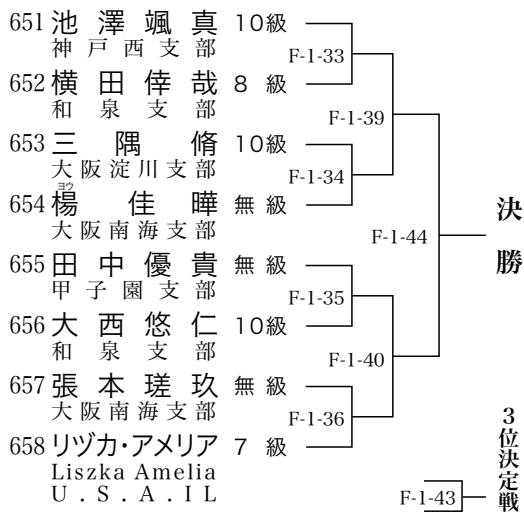 651 池澤颯真 10級
神戸西支部
F-1-33
652 横田倖哉 8級
和泉支部
F-1-39
653 三隅脩 10級
大阪淀川支部
F-1-34
ヨウ
654 楊佳曄 無級
大阪南海支部
F-1-44
決勝
655 田中優貴 無級
甲子園支部
F-1-35
656 大西悠仁 10級
和泉支部
F-1-40
657 張本瑳玖 無級
大阪南海支部
F-1-36
658 リヅカ・アメリア 7級
Liszka Amelia
U.S.A.IL
3位決定戦
F-1-43